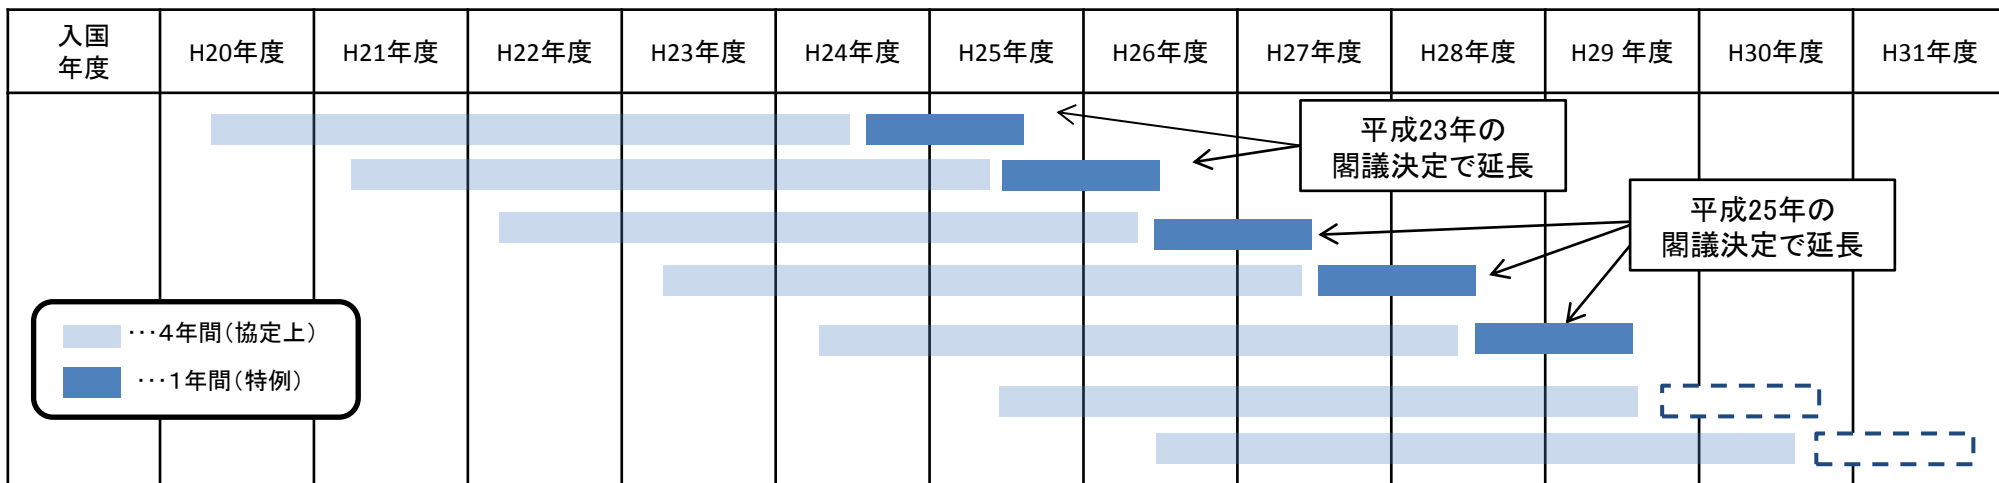 入国
年度
H20年度
H21年度
H22年度
H23年度
H24年度
H25年度
H26年度
H27年度
H28年度
H29 年度
H30年度
H31年度
平成23年の
閣議決定で延長
平成25年の
閣議決定で延長
…4年間(協定上)
…1年間(特例)